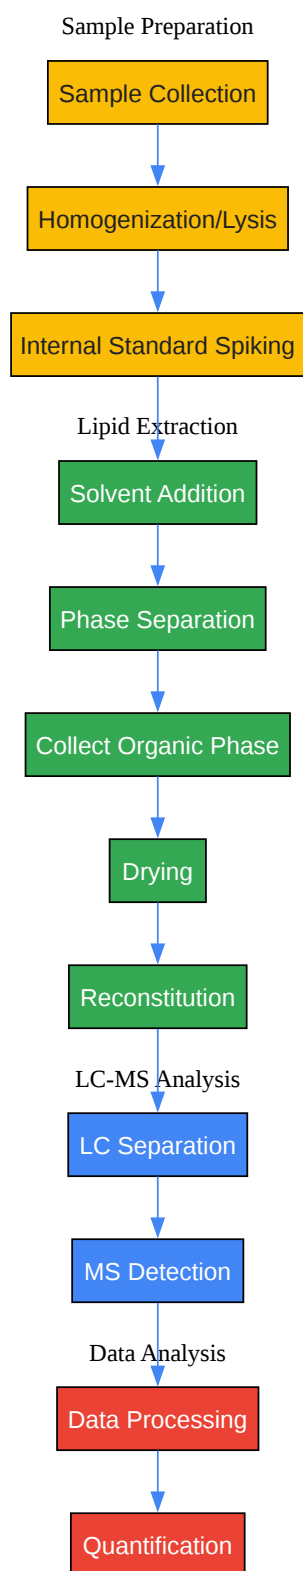 Sample Preparation
Sample Collection
Homogenization/Lysis
Internal Standard Spiking
Lipid Extraction
Solvent Addition
Phase Separation
Collect Organic Phase
Drying
Reconstitution
LC-MS Analysis
LC Separation
MS Detection
Data Analysis
Data Processing
Quantification